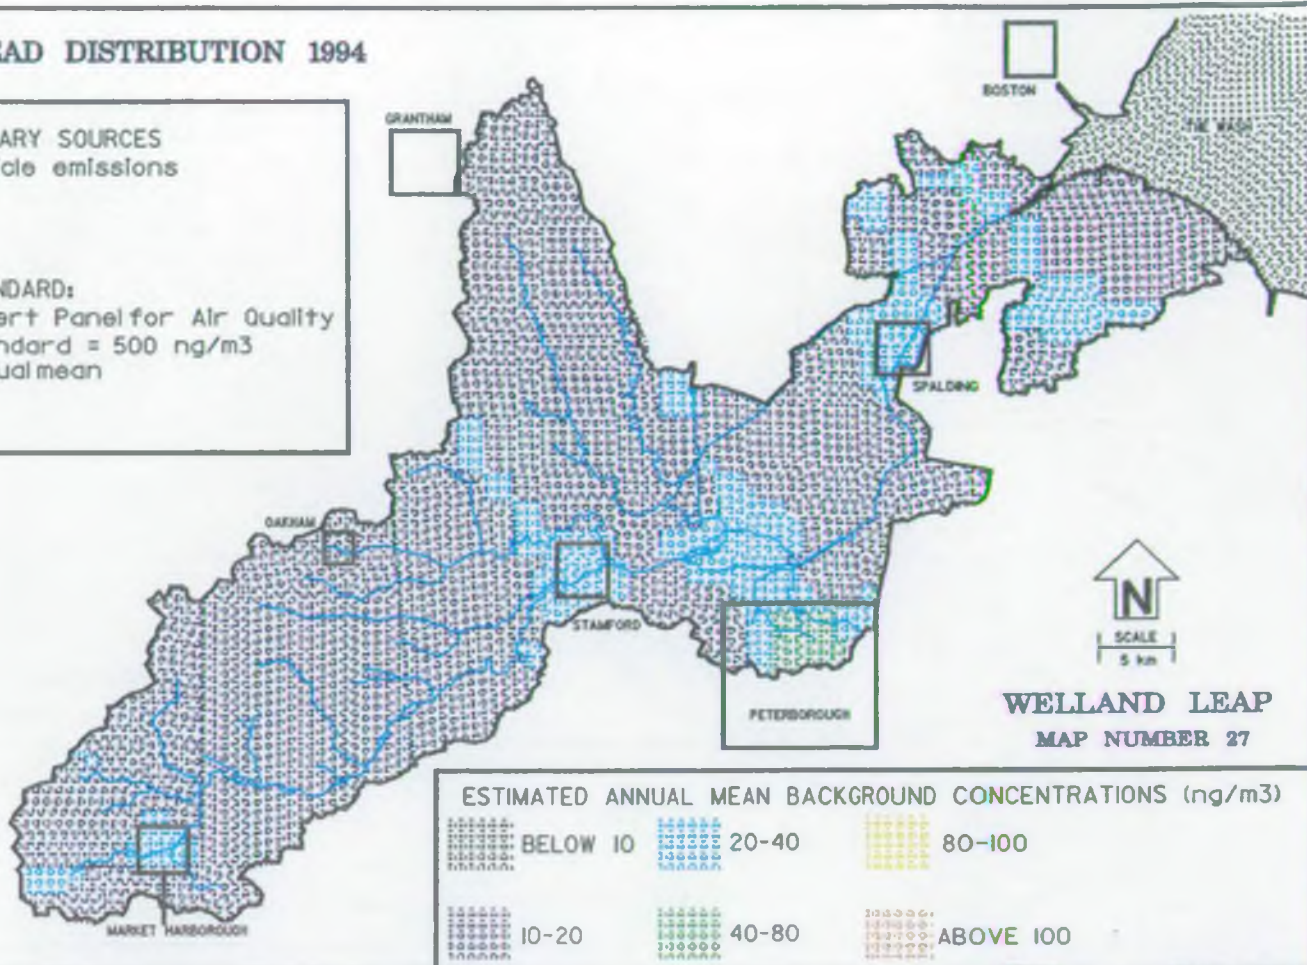 EAD DISTRIBUTION 1994
ARY SOURCES
cle emissions
NDARD:
ert Panel for Air Quality
ndard = 500 ng/m3
ual mean
GRANTHAM
BOSTON
THE WASH
SPALDING
OAKHAM
STAMFORD
PETERBOROUGH
MARKET HARBOROUGH
N
SCALE
5 km
WELLAND LEAP
MAP NUMBER 27
ESTIMATED ANNUAL MEAN BACKGROUND CONCENTRATIONS (ng/m3)
BELOW 10
20-40
80-100
10-20
40-80
ABOVE 100